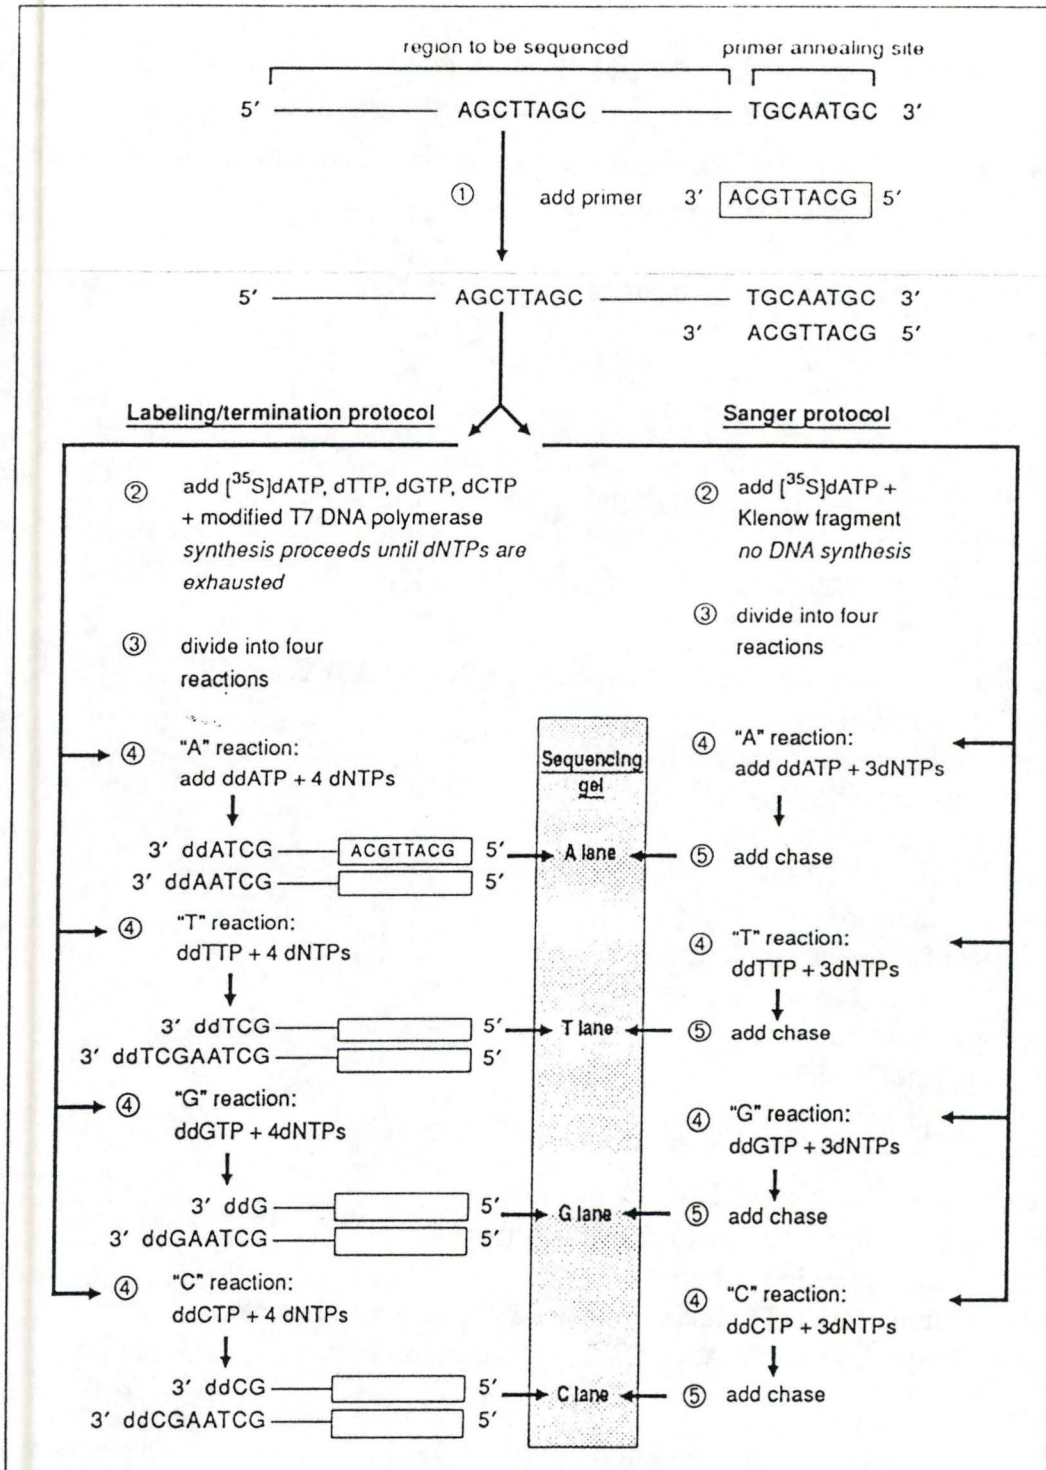 region to be sequenced primer annealing site
5′ AGCTTAGC TGCAATGC 3′
① add primer 3′ ACGTTACG 5′
5′ AGCTTAGC TGCAATGC 3′
3′ ACGTTACG 5′
Labeling/termination protocol
② add [³⁵S]dATP, dTTP, dGTP, dCTP
+ modified T7 DNA polymerase
synthesis proceeds until dNTPs are
exhausted
③ divide into four
reactions
④ "A" reaction:
add ddATP + 4 dNTPs
3′ ddATCG ACGTTACG 5′
3′ ddAATCG 5′
④ "T" reaction:
ddTTP + 4 dNTPs
3′ ddTCG 5′
3′ ddTCGAATCG 5′
④ "G" reaction:
ddGTP + 4dNTPs
3′ ddG 5′
3′ ddGAATCG 5′
④ "C" reaction:
ddCTP + 4 dNTPs
3′ ddCG 5′
3′ ddCGAATCG 5′
Sequencing
gel
A lane
T lane
G lane
C lane
Sanger protocol
② add [³⁵S]dATP +
Klenow fragment
no DNA synthesis
③ divide into four
reactions
④ "A" reaction:
add ddATP + 3dNTPs
⑤ add chase
④ "T" reaction:
ddTTP + 3dNTPs
⑤ add chase
④ "G" reaction:
ddGTP + 3dNTPs
⑤ add chase
④ "C" reaction:
ddCTP + 3dNTPs
⑤ add chase